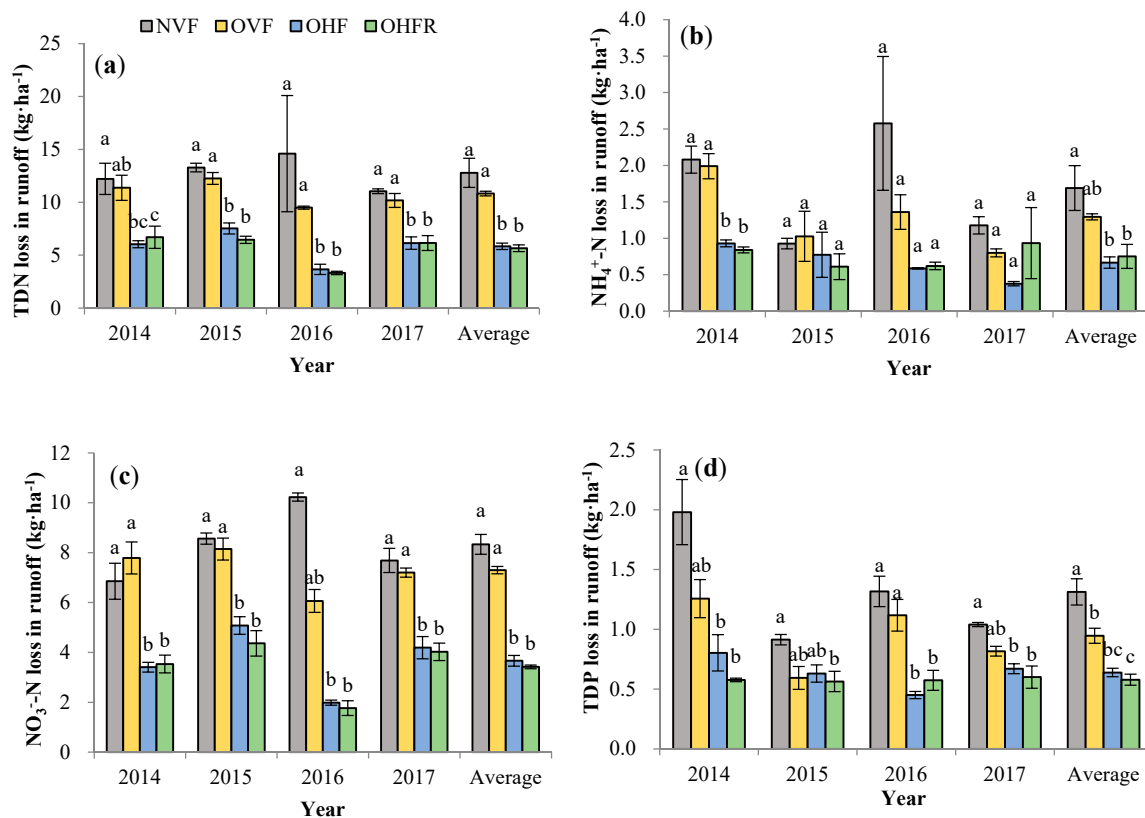 NVF OVF OHF OHFR
(a)
TDN loss in runoff (kg·ha⁻¹)
25
20
15
10
5
0
a ab bc c
a a b b
a a b b
a a b b
a a b b
2014 2015 2016 2017 Average
Year
(b)
NH₄⁺-N loss in runoff (kg·ha⁻¹)
4.0
3.5
3.0
2.5
2.0
1.5
1.0
0.5
0.0
a a b b
a a a a
a a a a
a a a a
a ab b b
2014 2015 2016 2017 Average
Year
(c)
NO₃-N loss in runoff (kg·ha⁻¹)
12
10
8
6
4
2
0
a a b b
a a b b
a ab b b
a a b b
a a b b
2014 2015 2016 2017 Average
Year
(d)
TDP loss in runoff (kg·ha⁻¹)
2.5
2.0
1.5
1.0
0.5
0.0
a ab b b
a ab ab b
a a b b
a ab b b
a b bc c
2014 2015 2016 2017 Average
Year